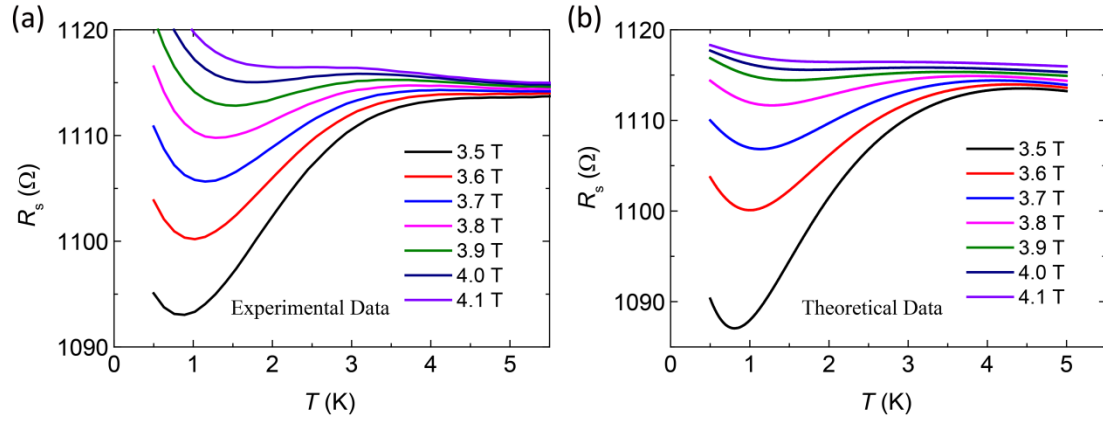 (a)
1120
1110
1100
1090
0 1 2 3 4 5
Rs (Ω)
T (K)
3.5 T
3.6 T
3.7 T
3.8 T
3.9 T
4.0 T
4.1 T
Experimental Data
(b)
1120
1110
1100
1090
0 1 2 3 4 5
Rs (Ω)
T (K)
3.5 T
3.6 T
3.7 T
3.8 T
3.9 T
4.0 T
4.1 T
Theoretical Data